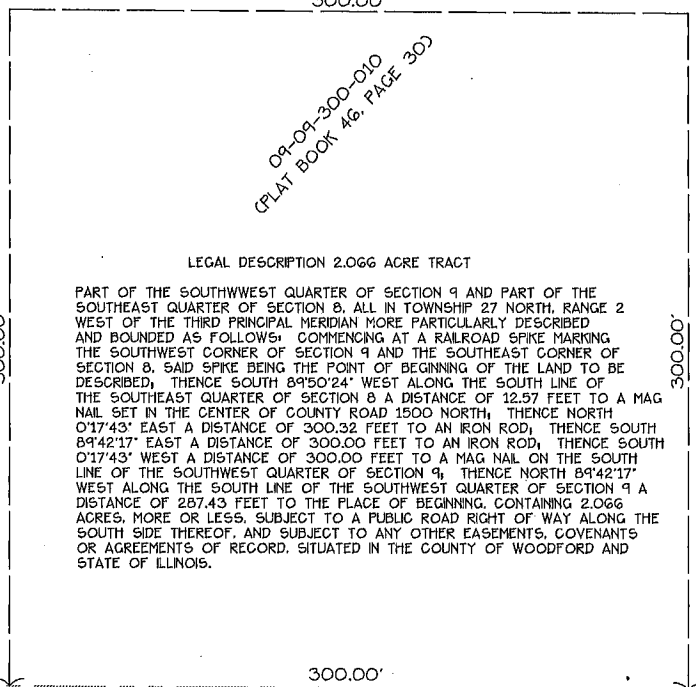 300.00'
09-09-300-010
(PLAT BOOK 46, PAGE 30)
LEGAL DESCRIPTION 2.066 ACRE TRACT
PART OF THE SOUTHWWEST QUARTER OF SECTION 9 AND PART OF THE
SOUTHEAST QUARTER OF SECTION 8, ALL IN TOWNSHIP 27 NORTH, RANGE 2
WEST OF THE THIRD PRINCIPAL MERIDIAN MORE PARTICULARLY DESCRIBED
AND BOUNDED AS FOLLOWS: COMMENCING AT A RAILROAD SPIKE MARKING
THE SOUTHWEST CORNER OF SECTION 9 AND THE SOUTHEAST CORNER OF
SECTION 8, SAID SPIKE BEING THE POINT OF BEGINNING OF THE LAND TO BE
DESCRIBED; THENCE SOUTH 89°50'24" WEST ALONG THE SOUTH LINE OF
THE SOUTHEAST QUARTER OF SECTION 8 A DISTANCE OF 12.57 FEET TO A MAG
NAIL SET IN THE CENTER OF COUNTY ROAD 1500 NORTH; THENCE NORTH
0°17'43" EAST A DISTANCE OF 300.32 FEET TO AN IRON ROD; THENCE SOUTH
89°42'17" EAST A DISTANCE OF 300.00 FEET TO AN IRON ROD; THENCE SOUTH
0°17'43" WEST A DISTANCE OF 300.00 FEET TO A MAG NAIL ON THE SOUTH
LINE OF THE SOUTHWEST QUARTER OF SECTION 9; THENCE NORTH 89°42'17"
WEST ALONG THE SOUTH LINE OF THE SOUTHWEST QUARTER OF SECTION 9 A
DISTANCE OF 287.43 FEET TO THE PLACE OF BEGINNING, CONTAINING 2.066
ACRES, MORE OR LESS, SUBJECT TO A PUBLIC ROAD RIGHT OF WAY ALONG THE
SOUTH SIDE THEREOF, AND SUBJECT TO ANY OTHER EASEMENTS, COVENANTS
OR AGREEMENTS OF RECORD, SITUATED IN THE COUNTY OF WOODFORD AND
STATE OF ILLINOIS.
300.00'
300.00'
300.00'